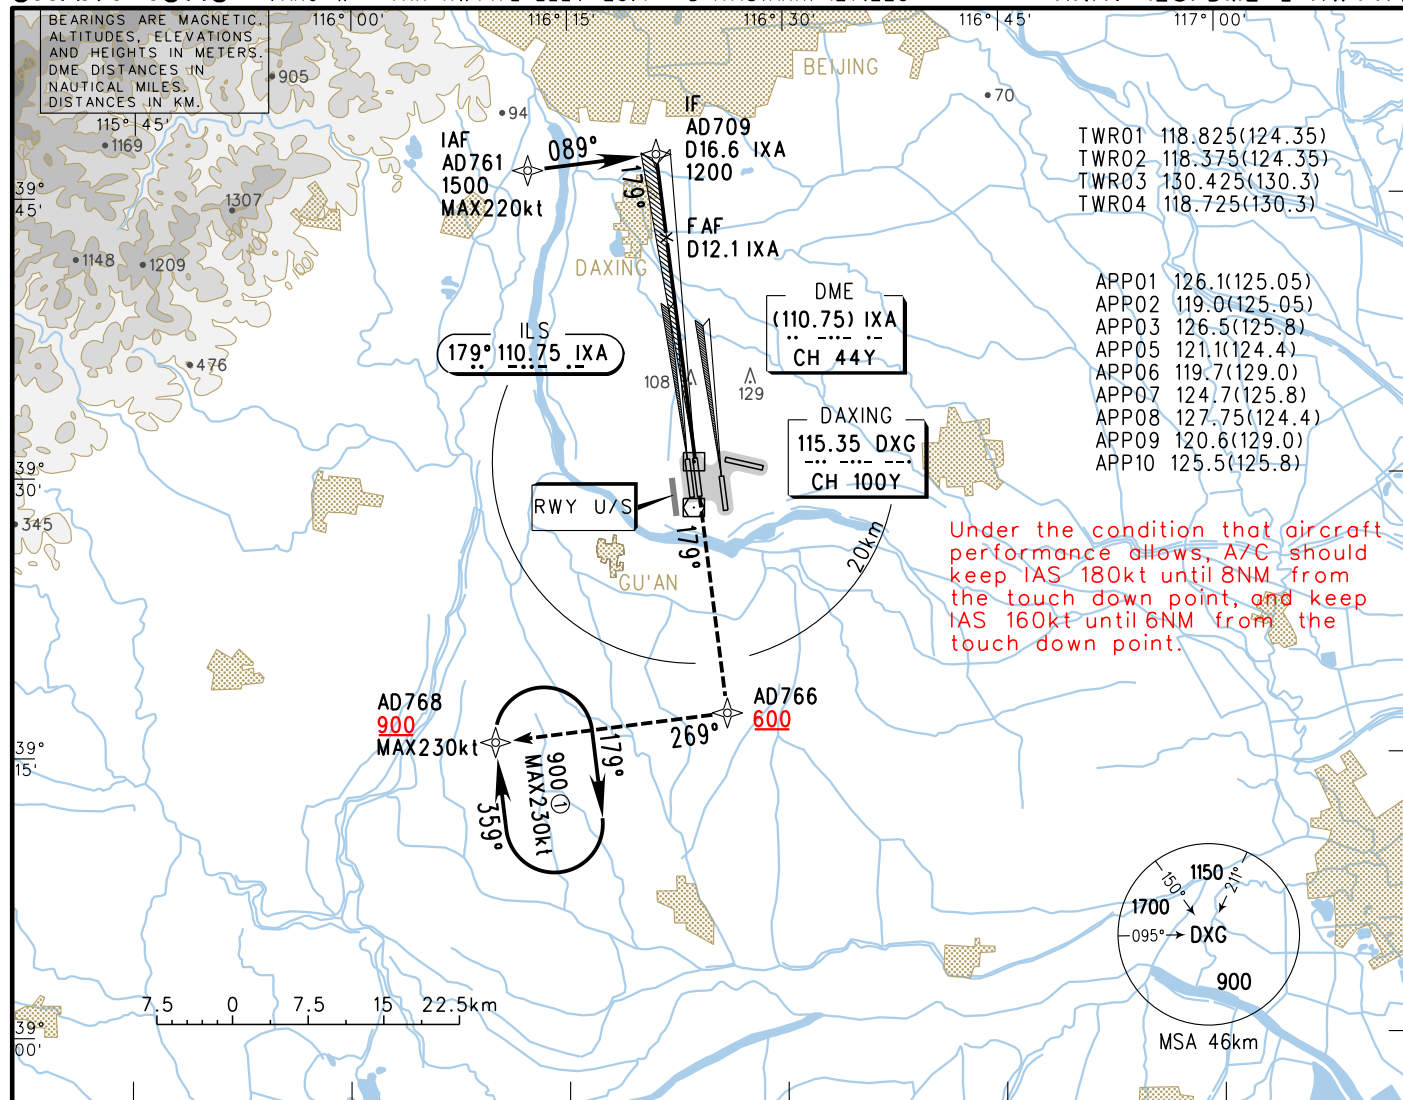 BEARINGS ARE MAGNETIC.
ALTITUDES, ELEVATIONS
AND HEIGHTS IN METERS.
DME DISTANCES IN
NAUTICAL MILES.
DISTANCES IN KM.
116°00'
116°15'
116°30'
116°45'
117°00'
115°45'
39°
45'
39°
30'
39°
15'
39°
00'
905
1169
1307
1148
1209
476
345
94
70
BEIJING
IAF
AD761
1500
MAX220kt
089°
IF
AD709
D16.6 IXA
1200
179°
FAF
D12.1 IXA
DAXING
ILS
179° 110.75 IXA
DME
(110.75) IXA
CH 44Y
108
129
DAXING
115.35 DXG
CH 100Y
RWY U/S
179°
GU'AN
20km
TWR01 118.825(124.35)
TWR02 118.375(124.35)
TWR03 130.425(130.3)
TWR04 118.725(130.3)
APP01 126.1(125.05)
APP02 119.0(125.05)
APP03 126.5(125.8)
APP05 121.1(124.4)
APP06 119.7(129.0)
APP07 124.7(125.8)
APP08 127.75(124.4)
APP09 120.6(129.0)
APP10 125.5(125.8)
Under the condition that aircraft
performance allows, A/C should
keep IAS 180kt until 8NM from
the touch down point, and keep
IAS 160kt until 6NM from the
touch down point.
AD768
900
MAX230kt
AD766
600
269°
179°
900①
MAX230kt
359°
7.5 0 7.5 15 22.5km
1150
150°
211°
1700
095°
DXG
900
MSA 46km